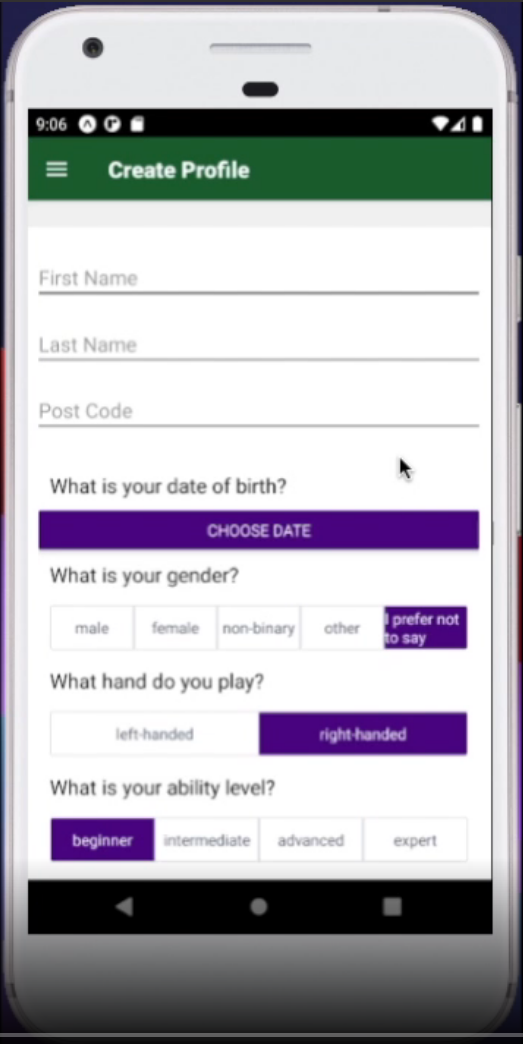 9:06
Create Profile
First Name
Last Name
Post Code
What is your date of birth?
CHOOSE DATE
What is your gender?
male female non-binary other I prefer not
to say
What hand do you play?
left-handed right-handed
What is your ability level?
beginner intermediate advanced expert